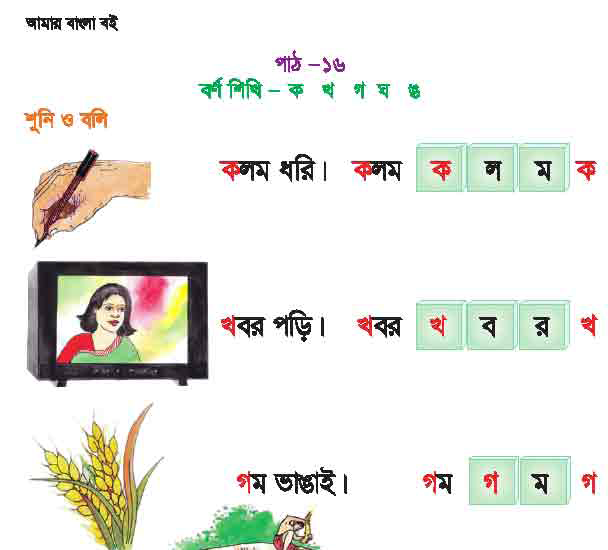 আমার বাংলা বই
পাঠ –১৬
বর্ণ শিখি – ক খ গ ঘ ঙ
শুনি ও বলি
কলম ধরি। কলম ক ল ম ক
খবর পড়ি। খবর খ ব র খ
গম ভাঙাই। গম গ ম গ